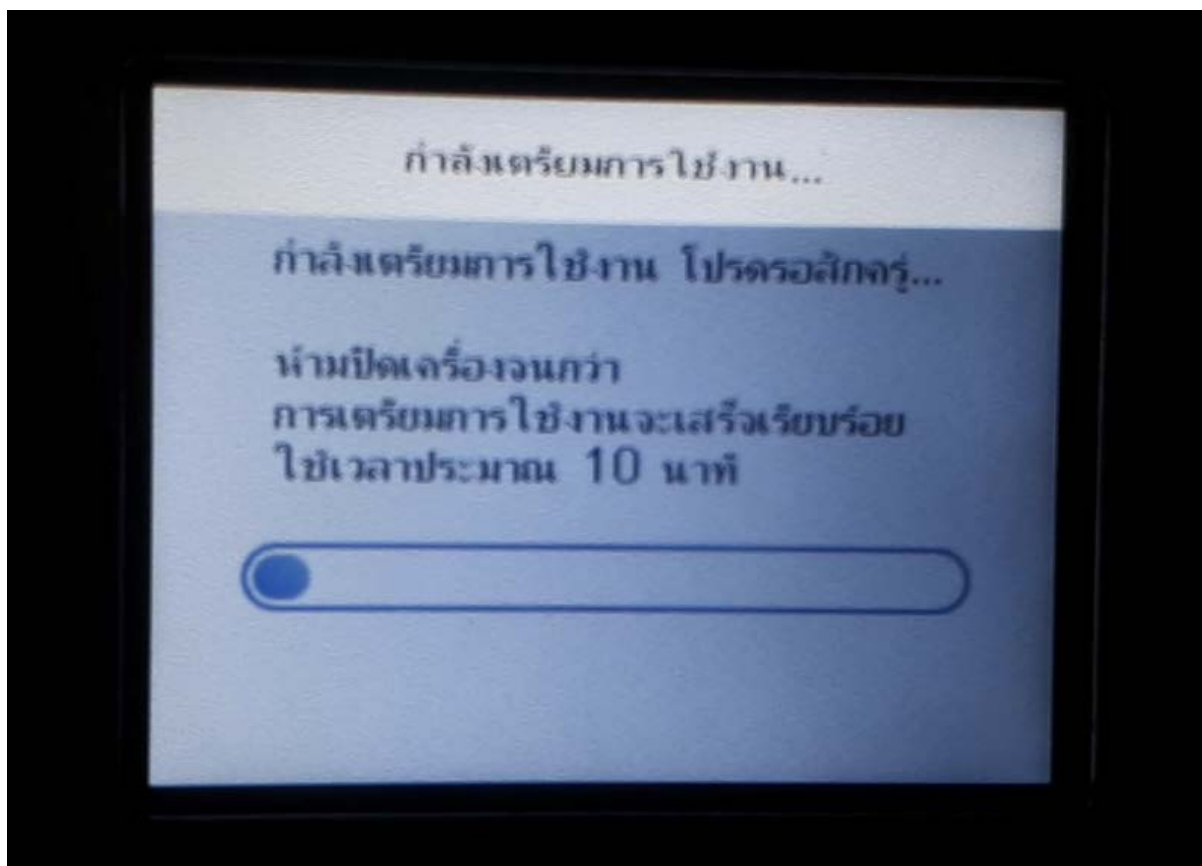 กำลังเตรียมการใช้งาน...
กำลังเตรียมการใช้งาน โปรดรอสักครู่...
ห้ามปิดเครื่องจนกว่า
การเตรียมการใช้งานจะเสร็จเรียบร้อย
ใช้เวลาประมาณ 10 นาที